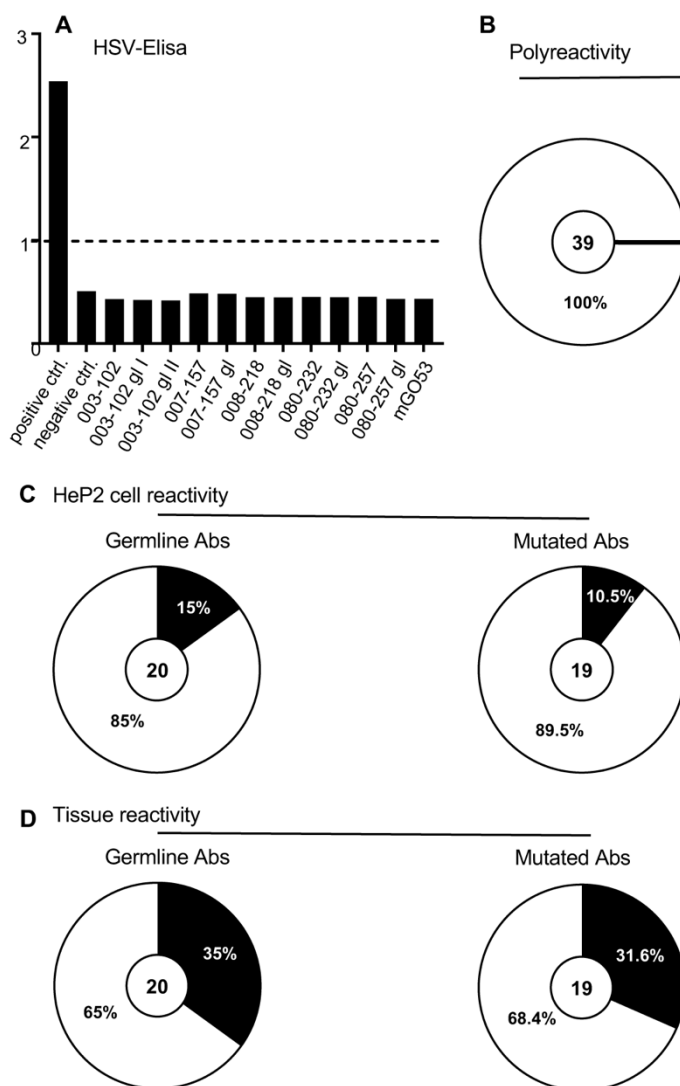 A
HSV-Elisa
3
2
1
0
positive ctrl.
negative ctrl.
003-102
003-102 gl I
003-102 gl II
007-157
007-157 gl
008-218
008-218 gl
080-232
080-232 gl
080-257
080-257 gl
mGO53
B
Polyreactivity
39
100%
C HeP2 cell reactivity
Germline Abs
15%
20
85%
Mutated Abs
10.5%
19
89.5%
D Tissue reactivity
Germline Abs
35%
20
65%
Mutated Abs
31.6%
19
68.4%